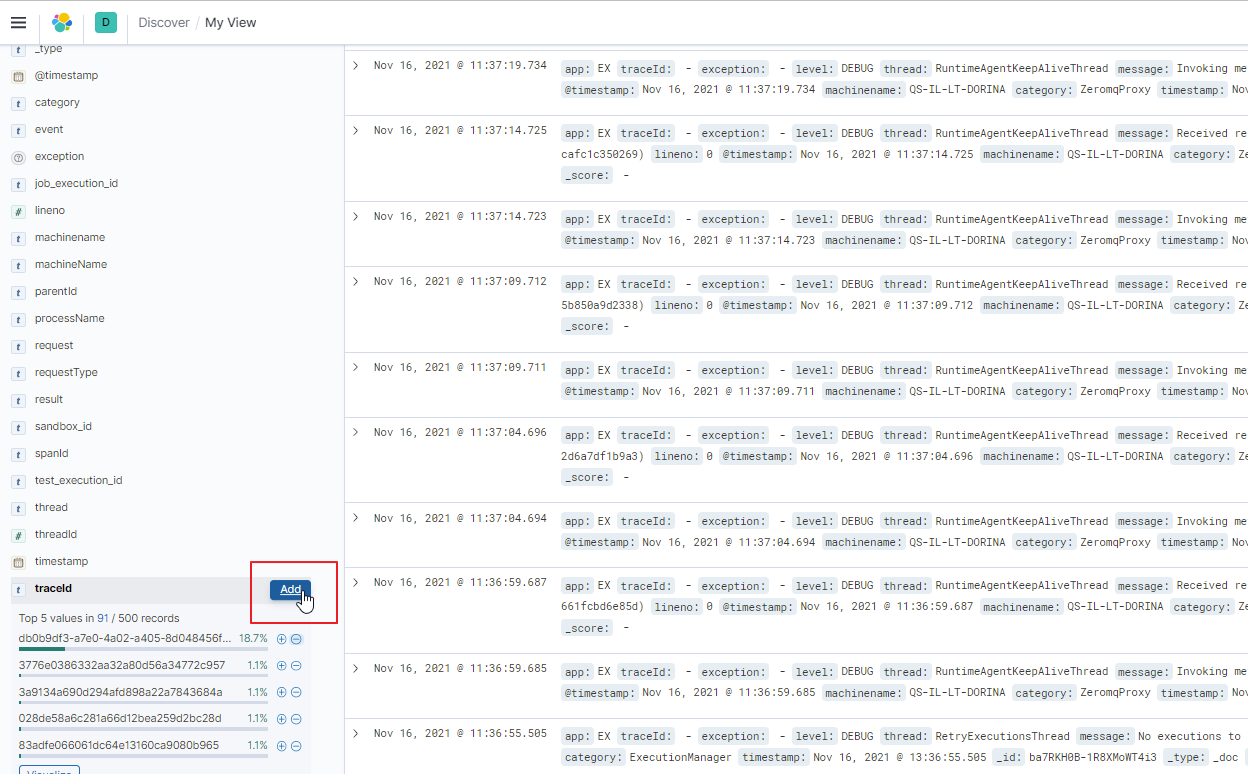 D Discover / My View
t _type
@timestamp
t category
t event
? exception
t job_execution_id
# lineno
t machinename
t machineName
t parentId
t processName
t request
t requestType
t result
t sandbox_id
t spanId
t test_execution_id
t thread
# threadId
timestamp
t traceId Add
Top 5 values in 91 / 500 records
db0b9df3-a7e0-4a02-a405-8d048456f... 18.7%
3776e0386332aa32a80d56a34772c957 1.1%
3a9134a690d294afd898a22a7843684a 1.1%
028de58a6c281a66d12bea259d2bc28d 1.1%
83adfe066061dc64e13160ca9080b965 1.1%
Visualize
Nov 16, 2021 @ 11:37:19.734 app: EX traceId: - exception: - level: DEBUG thread: RuntimeAgentKeepAliveThread message: Invoking me
@timestamp: Nov 16, 2021 @ 11:37:19.734 machinename: QS-IL-LT-DORINA category: ZeromqProxy timestamp: Nov
Nov 16, 2021 @ 11:37:14.725 app: EX traceId: - exception: - level: DEBUG thread: RuntimeAgentKeepAliveThread message: Received re
cafc1c350269) lineno: 0 @timestamp: Nov 16, 2021 @ 11:37:14.725 machinename: QS-IL-LT-DORINA category: Ze
_score: -
Nov 16, 2021 @ 11:37:14.723 app: EX traceId: - exception: - level: DEBUG thread: RuntimeAgentKeepAliveThread message: Invoking me
@timestamp: Nov 16, 2021 @ 11:37:14.723 machinename: QS-IL-LT-DORINA category: ZeromqProxy timestamp: Nov
Nov 16, 2021 @ 11:37:09.712 app: EX traceId: - exception: - level: DEBUG thread: RuntimeAgentKeepAliveThread message: Received re
5b850a9d2338) lineno: 0 @timestamp: Nov 16, 2021 @ 11:37:09.712 machinename: QS-IL-LT-DORINA category: Ze
_score: -
Nov 16, 2021 @ 11:37:09.711 app: EX traceId: - exception: - level: DEBUG thread: RuntimeAgentKeepAliveThread message: Invoking me
@timestamp: Nov 16, 2021 @ 11:37:09.711 machinename: QS-IL-LT-DORINA category: ZeromqProxy timestamp: Nov
Nov 16, 2021 @ 11:37:04.696 app: EX traceId: - exception: - level: DEBUG thread: RuntimeAgentKeepAliveThread message: Received re
2d6a7df1b9a3) lineno: 0 @timestamp: Nov 16, 2021 @ 11:37:04.696 machinename: QS-IL-LT-DORINA category: Ze
_score: -
Nov 16, 2021 @ 11:37:04.694 app: EX traceId: - exception: - level: DEBUG thread: RuntimeAgentKeepAliveThread message: Invoking me
@timestamp: Nov 16, 2021 @ 11:37:04.694 machinename: QS-IL-LT-DORINA category: ZeromqProxy timestamp: Nov
Nov 16, 2021 @ 11:36:59.687 app: EX traceId: - exception: - level: DEBUG thread: RuntimeAgentKeepAliveThread message: Received re
661fcbd6e85d) lineno: 0 @timestamp: Nov 16, 2021 @ 11:36:59.687 machinename: QS-IL-LT-DORINA category: Ze
_score: -
Nov 16, 2021 @ 11:36:59.685 app: EX traceId: - exception: - level: DEBUG thread: RuntimeAgentKeepAliveThread message: Invoking me
@timestamp: Nov 16, 2021 @ 11:36:59.685 machinename: QS-IL-LT-DORINA category: ZeromqProxy timestamp: Nov
Nov 16, 2021 @ 11:36:55.505 app: EX traceId: - exception: - level: DEBUG thread: RetryExecutionsThread message: No executions to
category: ExecutionManager timestamp: Nov 16, 2021 @ 13:36:55.505 _id: ba7RKH0B-1R8XMoWT4i3 _type: _doc